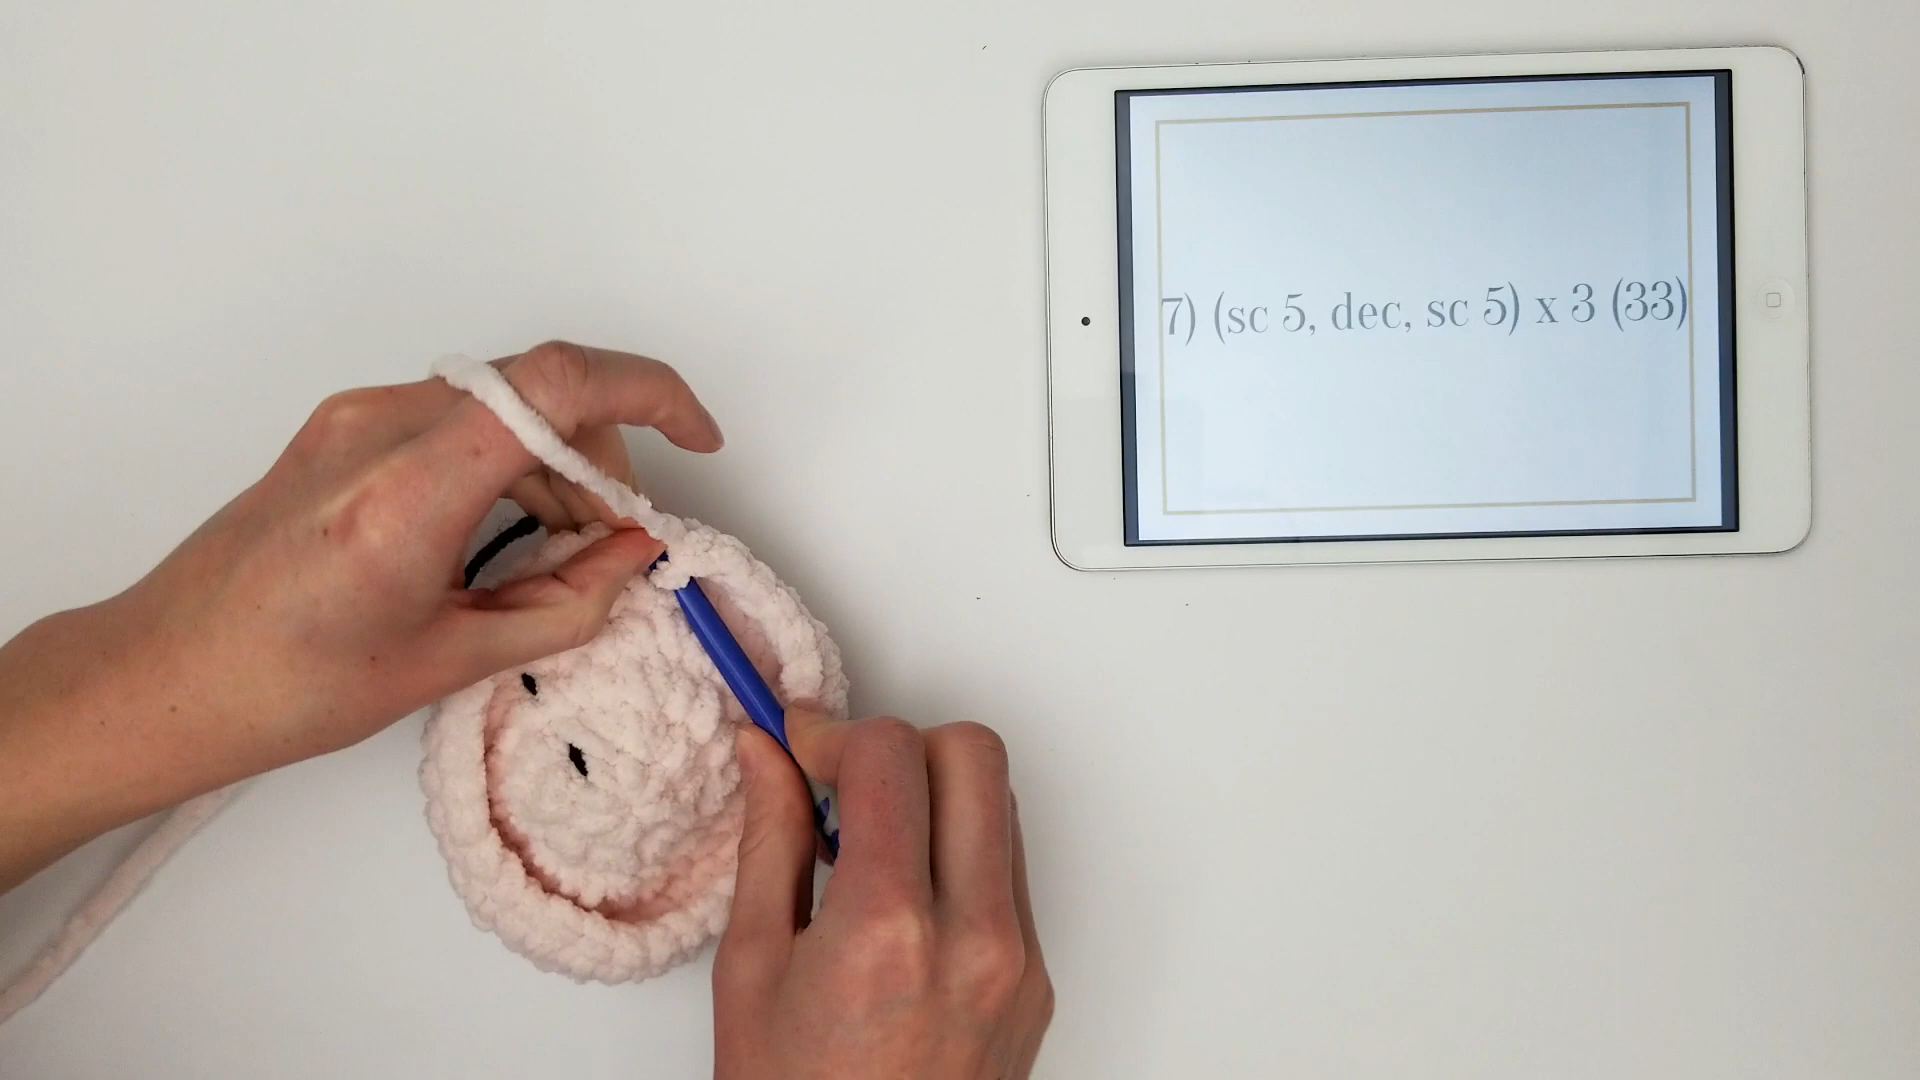 7) (sc 5, dec, sc 5) x 3 (33)